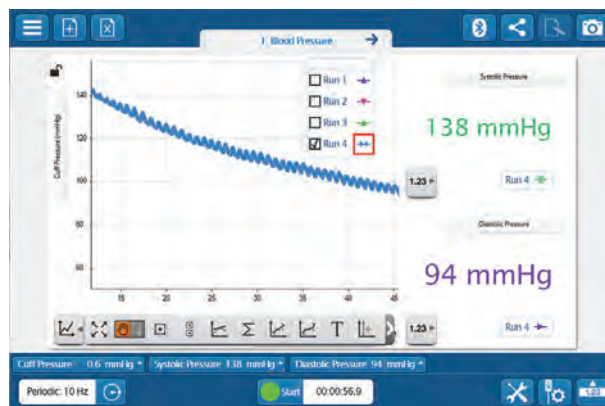 1 Blood Pressure
Cuff Pressure (mmHg)
140
120
100
80
60
15
20
25
30
35
40
45
Run 1
Run 2
Run 3
Run 4
Systolic Pressure
138 mmHg
1.23
Run 4
Diastolic Pressure
94 mmHg
1.23
Run 4
Σ
T
Cuff Pressure 0.6 mmHg
Systolic Pressure 138 mmHg
Diastolic Pressure 94 mmHg
Periodic: 10 Hz
Start
00:00:56.9